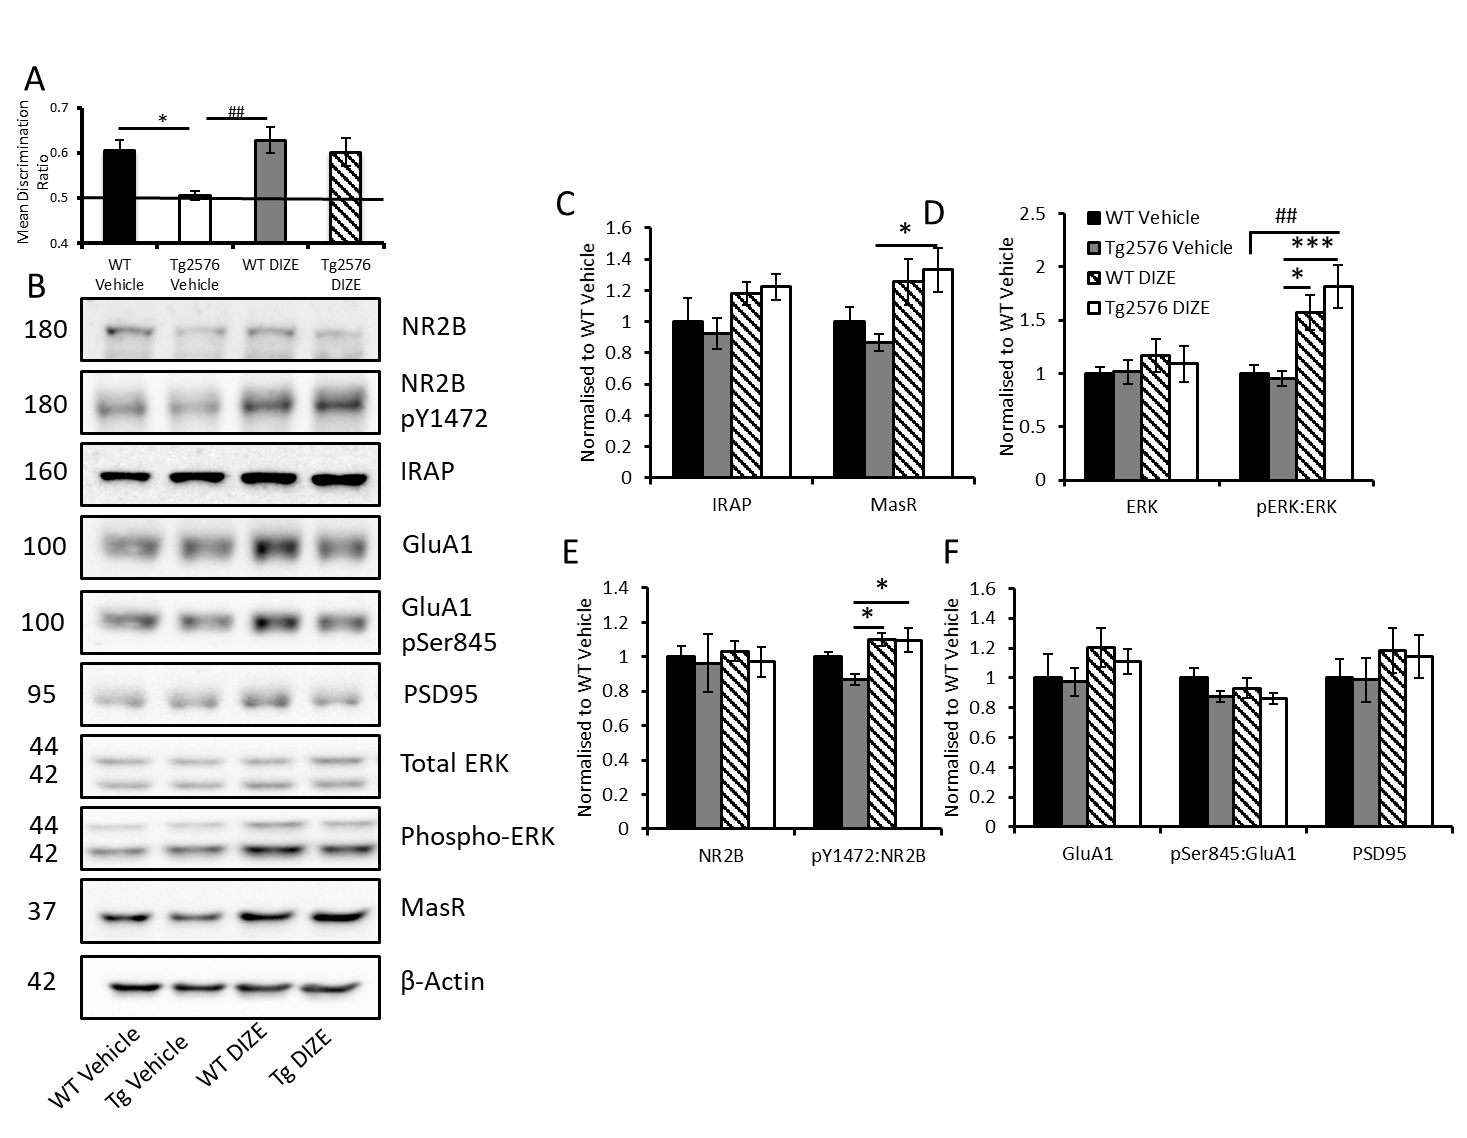 A
Mean Discrimination
Ratio
0.7
0.6
0.5
0.4
*
##
WT
Vehicle
Tg2576
Vehicle
WT DIZE
Tg2576
DIZE
B
180
NR2B
180
NR2B
pY1472
160
IRAP
100
GluA1
100
GluA1
pSer845
95
PSD95
44
42
Total ERK
44
42
Phospho-ERK
37
MasR
42
β-Actin
WT Vehicle
Tg Vehicle
WT DIZE
Tg DIZE
C
Normalised to WT Vehicle
1.6
1.4
1.2
1
0.8
0.6
0.4
0.2
0
*
IRAP
MasR
D
Normalised to WT Vehicle
2.5
2
1.5
1
0.5
0
WT Vehicle
Tg2576 Vehicle
WT DIZE
Tg2576 DIZE
##
***
*
ERK
pERK:ERK
E
Normalised to WT Vehicle
1.4
1.2
1
0.8
0.6
0.4
0.2
0
*
*
NR2B
pY1472:NR2B
F
Normalised to WT Vehicle
1.6
1.4
1.2
1
0.8
0.6
0.4
0.2
0
GluA1
pSer845:GluA1
PSD95